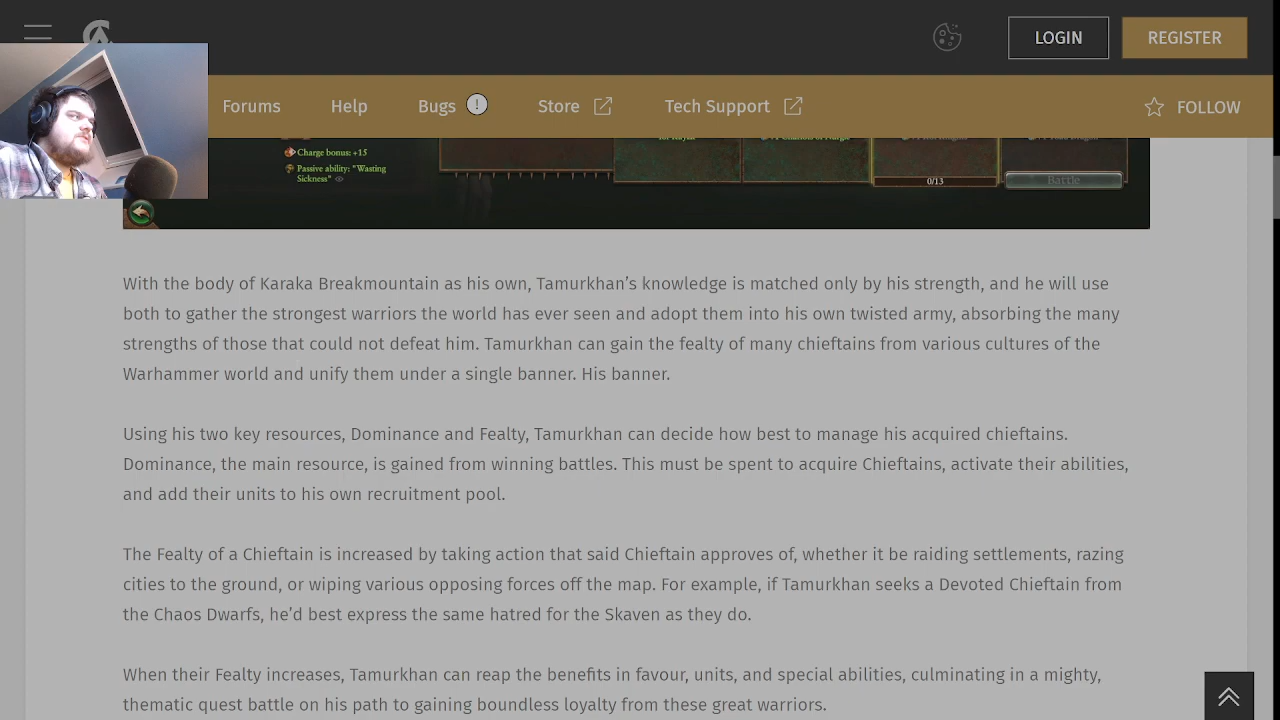 LOGIN
REGISTER
Forums
Help
Bugs
!
Store
Tech Support
FOLLOW
Charge bonus: +15
Passive ability: "Wasting
Sickness"
0/13
Battle
With the body of Karaka Breakmountain as his own, Tamurkhan’s knowledge is matched only by his strength, and he will use
both to gather the strongest warriors the world has ever seen and adopt them into his own twisted army, absorbing the many
strengths of those that could not defeat him. Tamurkhan can gain the fealty of many chieftains from various cultures of the
Warhammer world and unify them under a single banner. His banner.
Using his two key resources, Dominance and Fealty, Tamurkhan can decide how best to manage his acquired chieftains.
Dominance, the main resource, is gained from winning battles. This must be spent to acquire Chieftains, activate their abilities,
and add their units to his own recruitment pool.
The Fealty of a Chieftain is increased by taking action that said Chieftain approves of, whether it be raiding settlements, razing
cities to the ground, or wiping various opposing forces off the map. For example, if Tamurkhan seeks a Devoted Chieftain from
the Chaos Dwarfs, he’d best express the same hatred for the Skaven as they do.
When their Fealty increases, Tamurkhan can reap the benefits in favour, units, and special abilities, culminating in a mighty,
thematic quest battle on his path to gaining boundless loyalty from these great warriors.